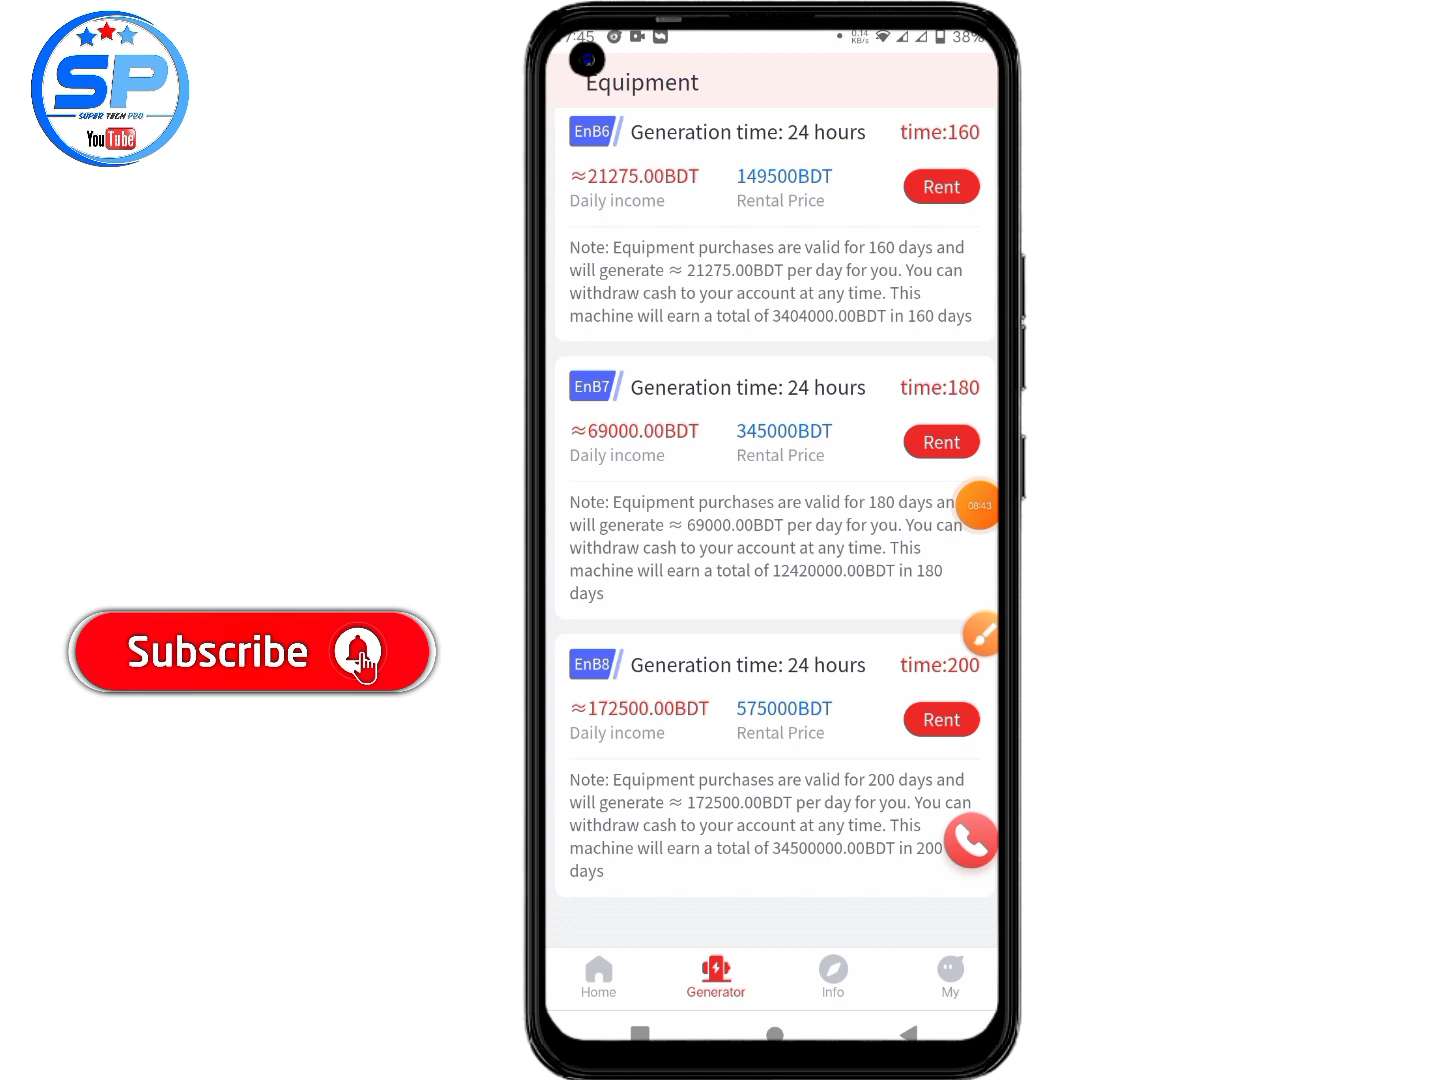 SP
SUPER TECH PRO
YouTube
Subscribe
7:45
0.14 KB/s
38%
Equipment
EnB6 Generation time: 24 hours time:160
≈21275.00BDT 149500BDT
Rent
Daily income Rental Price
Note: Equipment purchases are valid for 160 days and
will generate ≈ 21275.00BDT per day for you. You can
withdraw cash to your account at any time. This
machine will earn a total of 3404000.00BDT in 160 days
EnB7 Generation time: 24 hours time:180
≈69000.00BDT 345000BDT
Rent
Daily income Rental Price
Note: Equipment purchases are valid for 180 days an
will generate ≈ 69000.00BDT per day for you. You can
withdraw cash to your account at any time. This
machine will earn a total of 12420000.00BDT in 180
days
08:43
EnB8 Generation time: 24 hours time:200
≈172500.00BDT 575000BDT
Rent
Daily income Rental Price
Note: Equipment purchases are valid for 200 days and
will generate ≈ 172500.00BDT per day for you. You can
withdraw cash to your account at any time. This
machine will earn a total of 34500000.00BDT in 200
days
Home Generator Info My